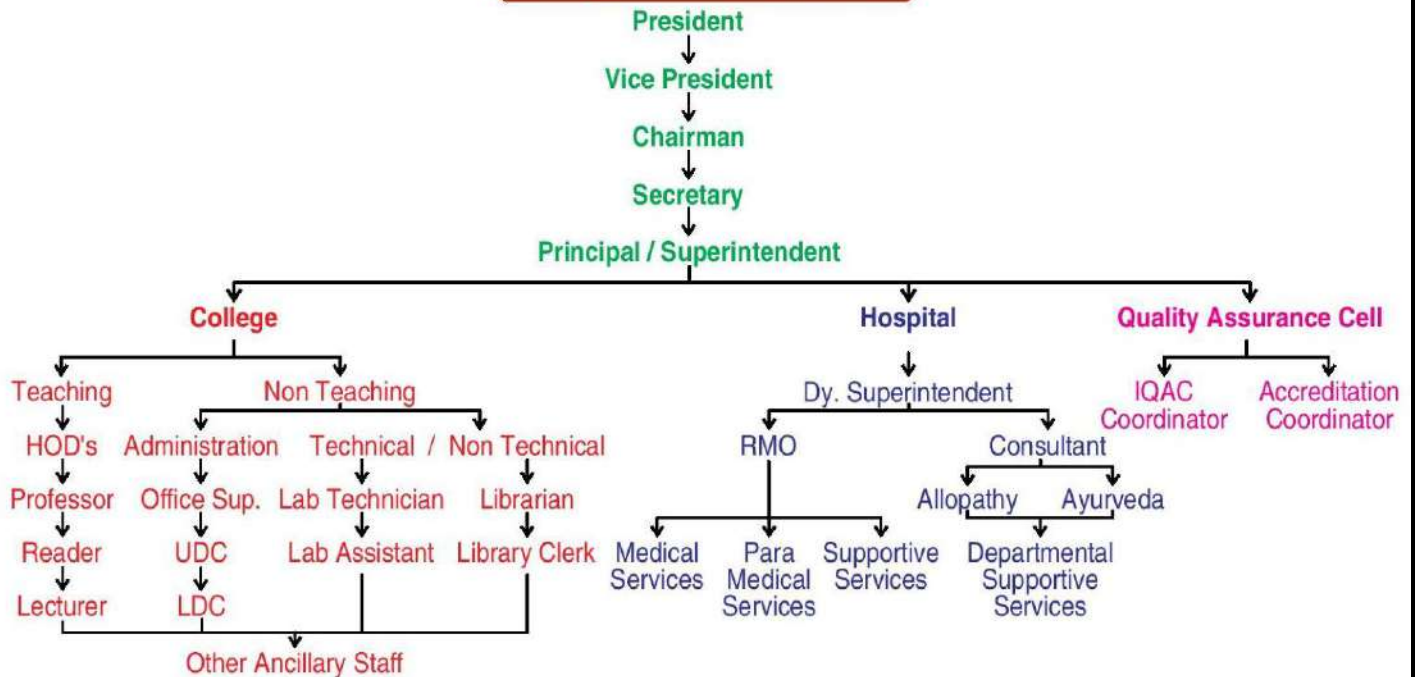 President
Vice President
Chairman
Secretary
Principal / Superintendent
College
Hospital
Quality Assurance Cell
Teaching
Non Teaching
Dy. Superintendent
IQAC
Coordinator
Accreditation
Coordinator
HOD's
Administration
Technical / Non Technical
RMO
Consultant
Professor
Office Sup.
Lab Technician
Librarian
Allopathy
Ayurveda
Reader
UDC
Lab Assistant
Library Clerk
Medical
Services
Para
Medical
Services
Supportive
Services
Departmental
Supportive
Services
Lecturer
LDC
Other Ancillary Staff